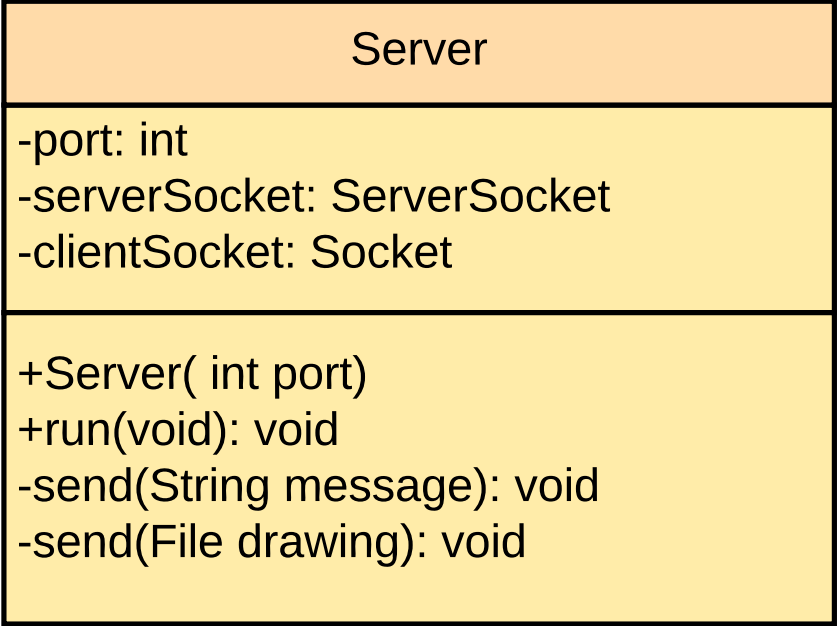 Server
-port: int
-serverSocket: ServerSocket
-clientSocket: Socket
+Server( int port)
+run(void): void
-send(String message): void
-send(File drawing): void